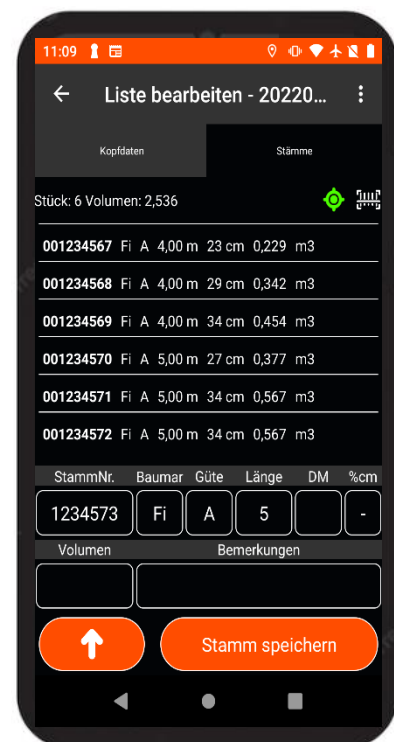 11:09
Liste bearbeiten - 20220...
Kopfdaten Stämme
Stück: 6 Volumen: 2,536
001234567 Fi A 4,00 m 23 cm 0,229 m3
001234568 Fi A 4,00 m 29 cm 0,342 m3
001234569 Fi A 4,00 m 34 cm 0,454 m3
001234570 Fi A 5,00 m 27 cm 0,377 m3
001234571 Fi A 5,00 m 34 cm 0,567 m3
001234572 Fi A 5,00 m 34 cm 0,567 m3
StammNr. Baumar Güte Länge DM %cm
1234573 Fi A 5 -
Volumen Bemerkungen
Stamm speichern